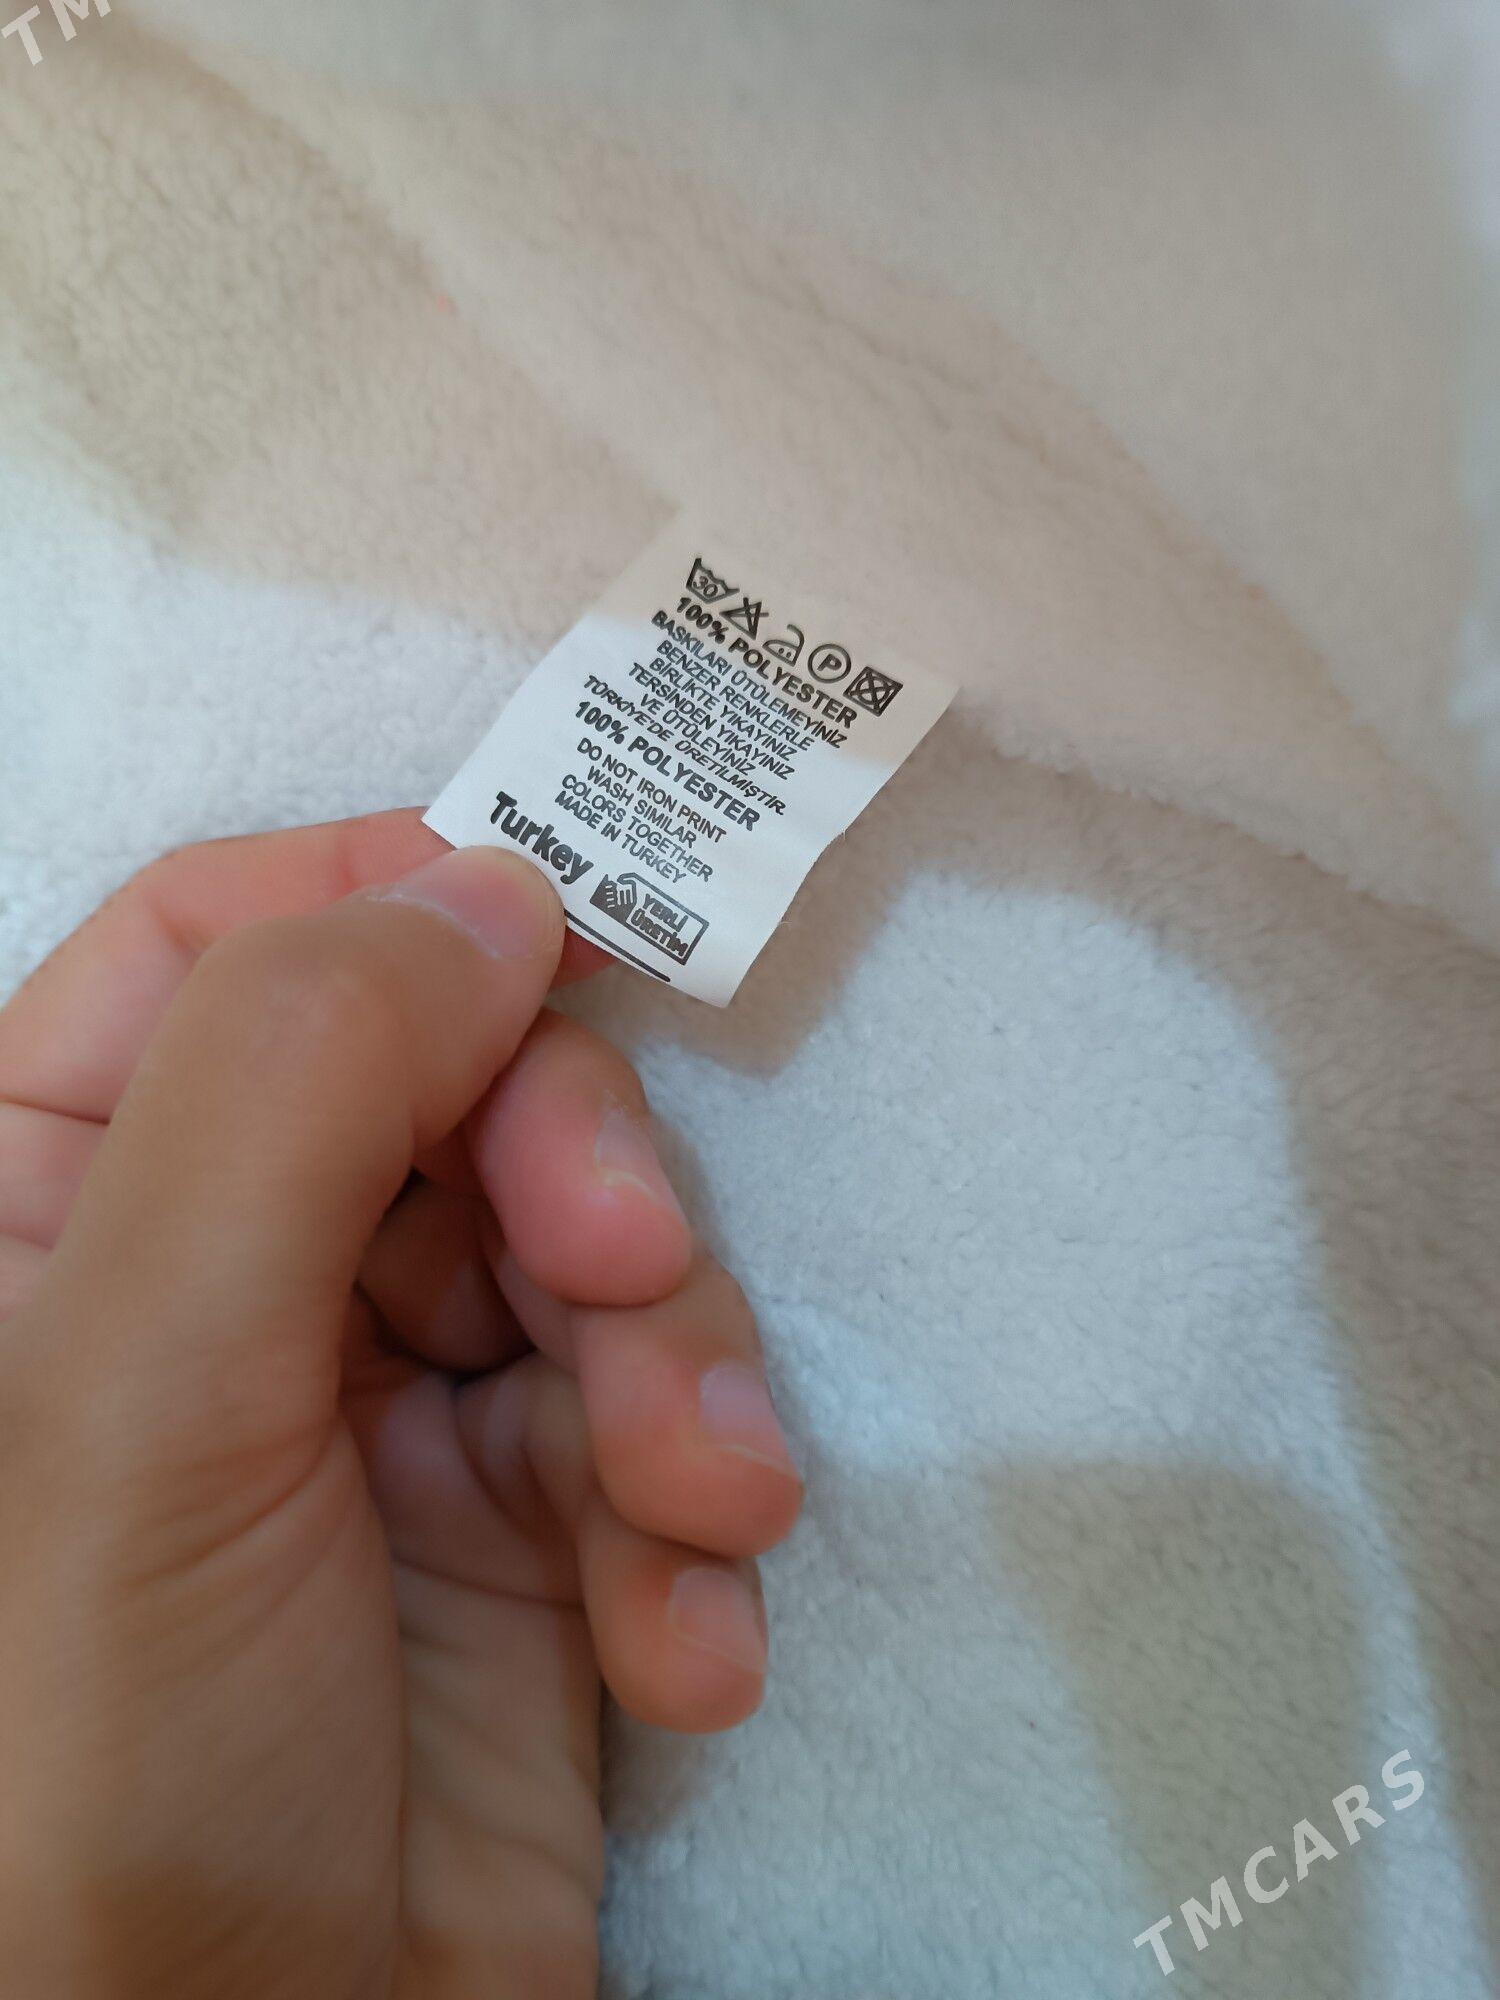 TM
30
P
100% POLYESTER
BASKILARI ÜTÜLEMEYİNİZ
BENZER RENKLERLE
BİRLİKTE YIKAYINIZ
TERSİNDEN YIKAYINIZ
VE ÜTÜLEYİNİZ
TÜRKİYE'DE ÜRETİLMİŞTİR.
100% POLYESTER
DO NOT IRON PRINT
WASH SIMILAR
COLORS TOGETHER
MADE IN TURKEY
Turkey
YERLİ
ÜRETİM
TMCARS